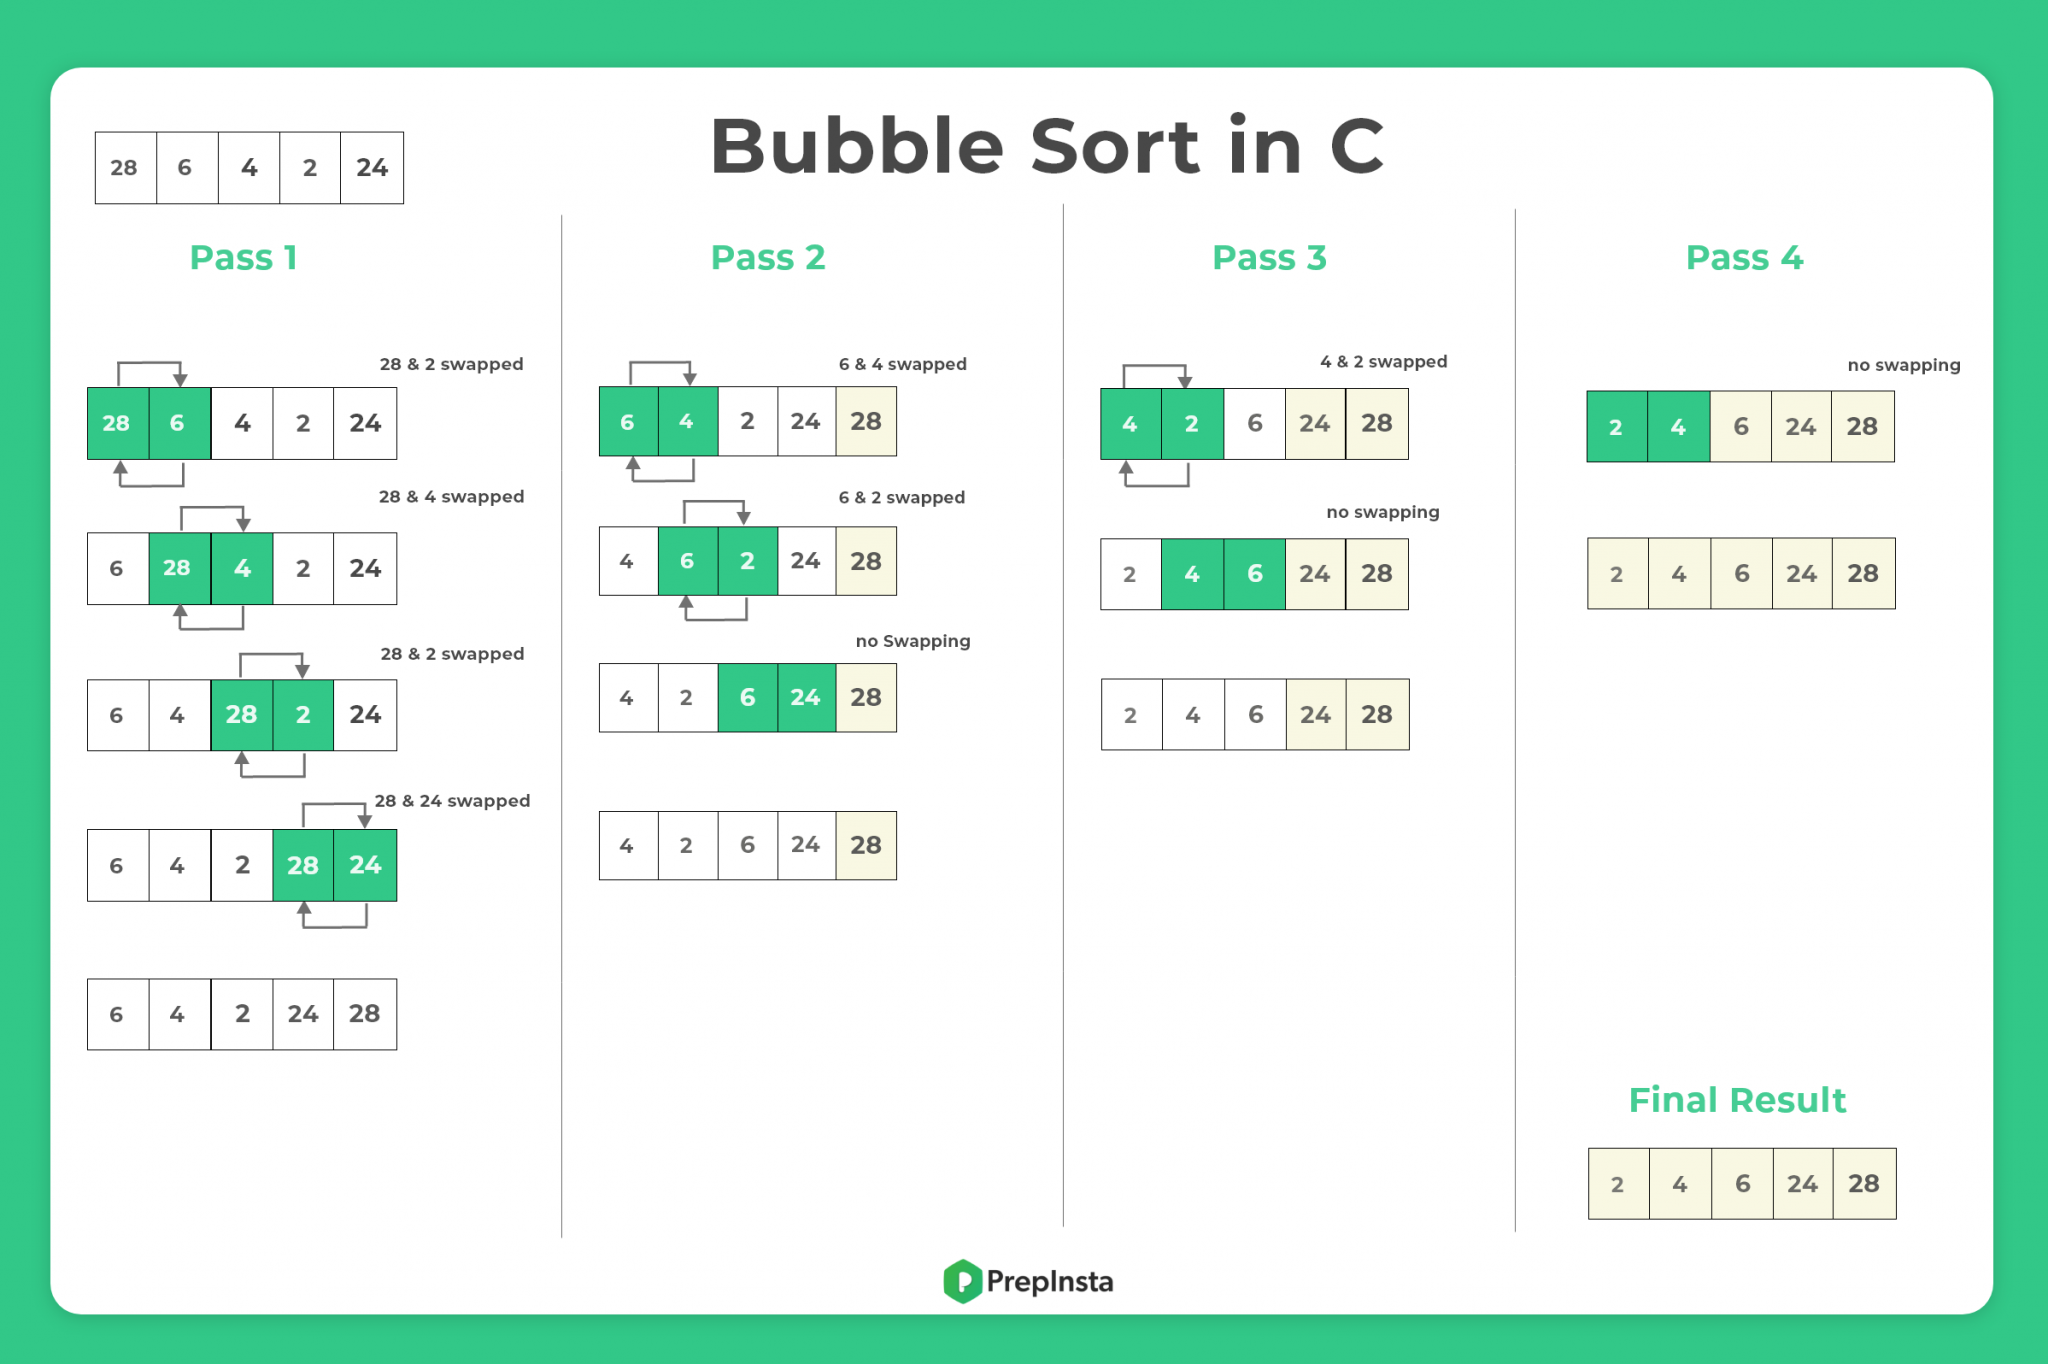 Bubble Sort in C
28 6 4 2 24
Pass 1
28 & 2 swapped
28 6 4 2 24
28 & 4 swapped
6 28 4 2 24
28 & 2 swapped
6 4 28 2 24
28 & 24 swapped
6 4 2 28 24
6 4 2 24 28
Pass 2
6 & 4 swapped
6 4 2 24 28
6 & 2 swapped
4 6 2 24 28
no Swapping
4 2 6 24 28
4 2 6 24 28
Pass 3
4 & 2 swapped
4 2 6 24 28
no swapping
2 4 6 24 28
2 4 6 24 28
Pass 4
no swapping
2 4 6 24 28
2 4 6 24 28
Final Result
2 4 6 24 28
PrepInsta